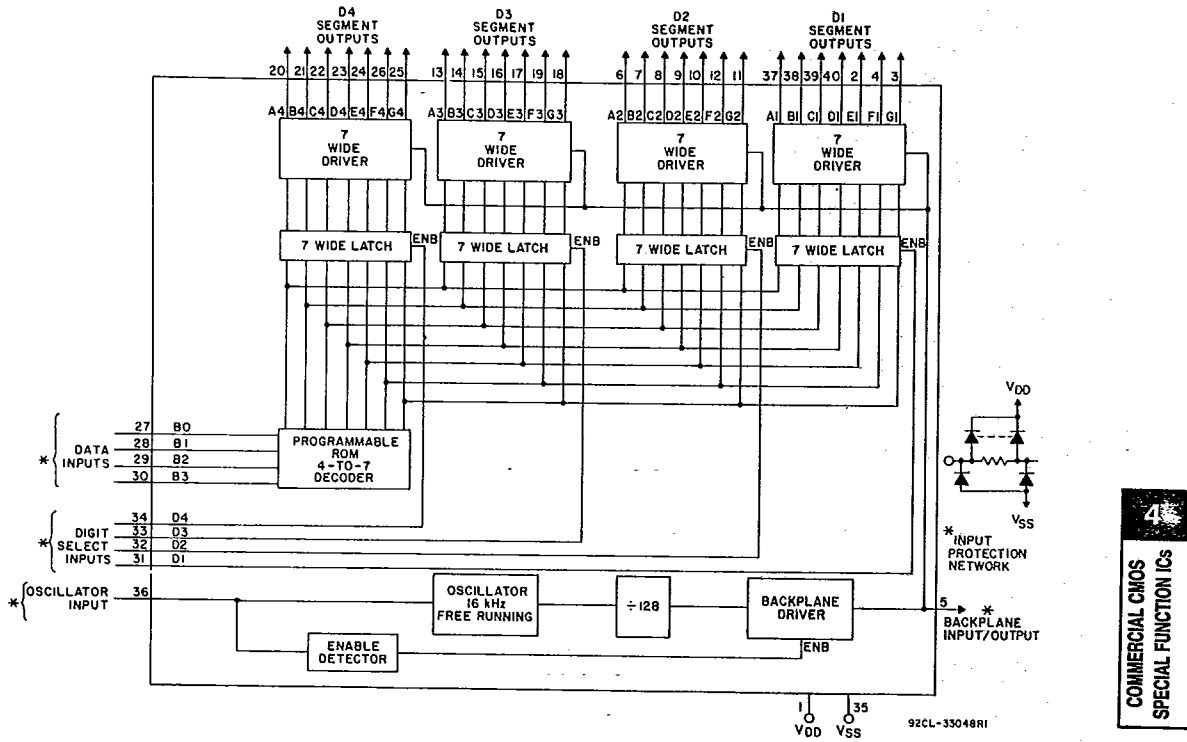 D4
SEGMENT
OUTPUTS
D3
SEGMENT
OUTPUTS
D2
SEGMENT
OUTPUTS
D1
SEGMENT
OUTPUTS
20 21 22 23 24 26 25
13 14 15 16 17 19 18
6 7 8 9 10 12 11
37 38 39 40 2 4 3
A4 B4 C4 D4 E4 F4 G4
A3 B3 C3 D3 E3 F3 G3
A2 B2 C2 D2 E2 F2 G2
A1 B1 C1 D1 E1 F1 G1
7
WIDE
DRIVER
7
WIDE
DRIVER
7
WIDE
DRIVER
7
WIDE
DRIVER
7 WIDE LATCH
ENB
7 WIDE LATCH
ENB
7 WIDE LATCH
ENB
7 WIDE LATCH
ENB
* DATA
INPUTS
27 B0
28 B1
29 B2
30 B3
PROGRAMMABLE
ROM
4-TO-7
DECODER
* DIGIT
SELECT
INPUTS
34 D4
33 D3
32 D2
31 D1
* OSCILLATOR
INPUT
36
OSCILLATOR
16 kHz
FREE RUNNING
÷128
BACKPLANE
DRIVER
ENB
ENABLE
DETECTOR
5 *
BACKPLANE
INPUT/OUTPUT
VDD
VSS
* INPUT
PROTECTION
NETWORK
1
VDD
35
VSS
92CL-33048R1
4
COMMERCIAL CMOS
SPECIAL FUNCTION ICs